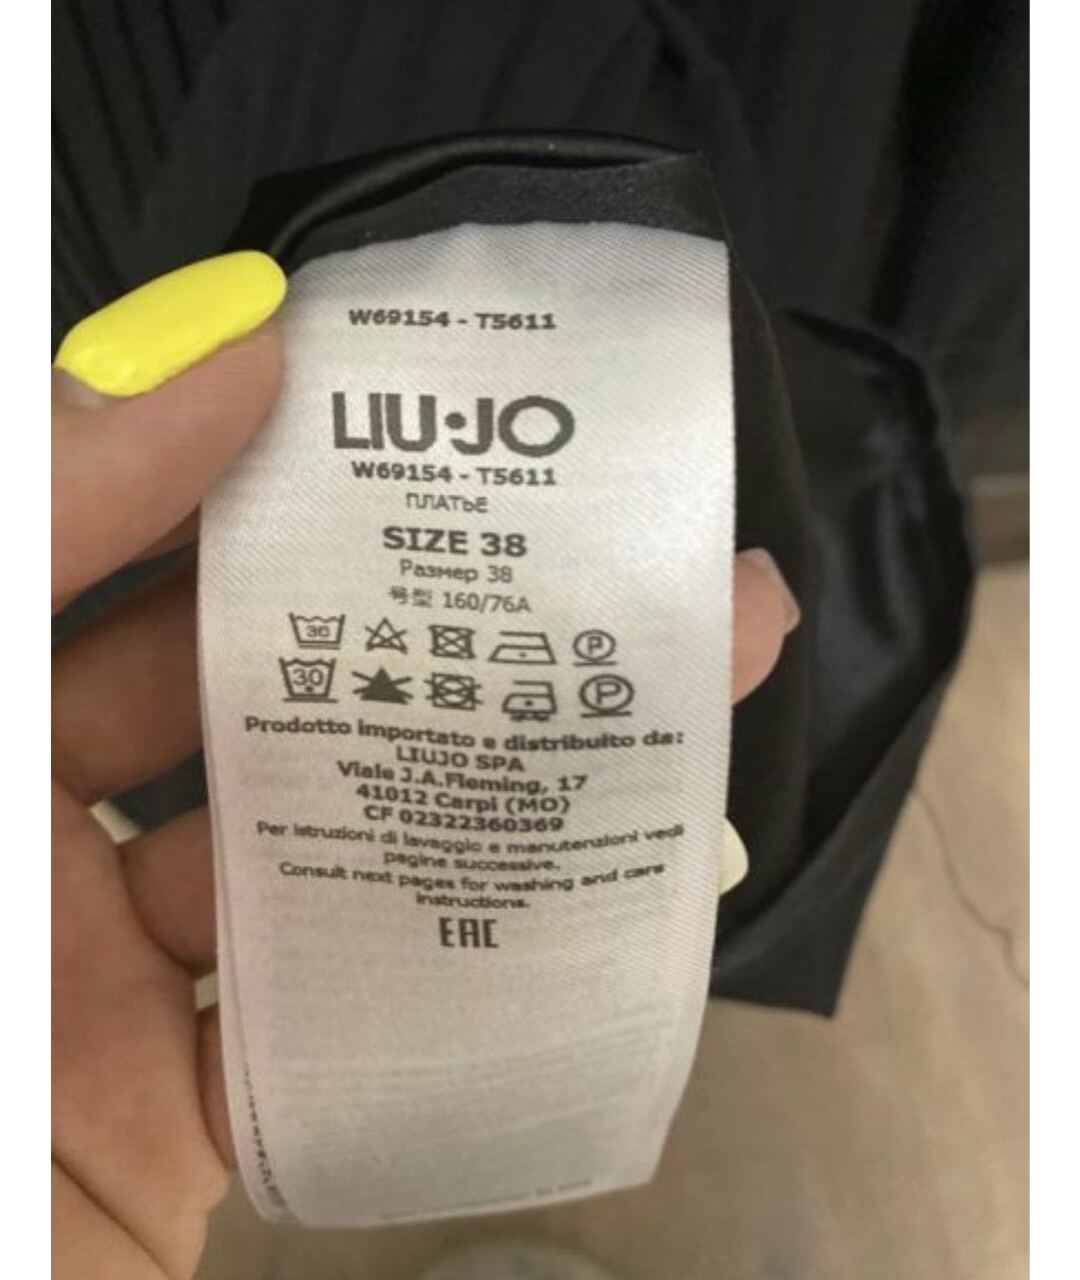 W69154 - T5611
LIU·JO
W69154 - T5611
ПЛАТЬЕ
SIZE 38
Размер 38
号型 160/76A
30 P
30 P
Prodotto importato e distribuito da:
LIUJO SPA
Viale J.A.Fleming, 17
41012 Carpi (MO)
CF 02322360369
Per istruzioni di lavaggio e manutenzioni vedi
pagine successive.
Consult next pages for washing and care
instructions.
EAC